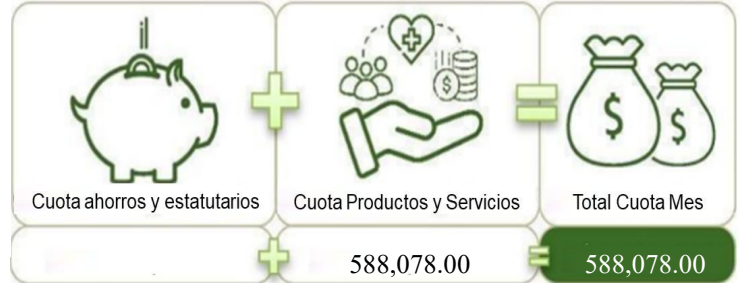 Cuota ahorros y estatutarios
Cuota Productos y Servicios
Total Cuota Mes
588,078.00
588,078.00